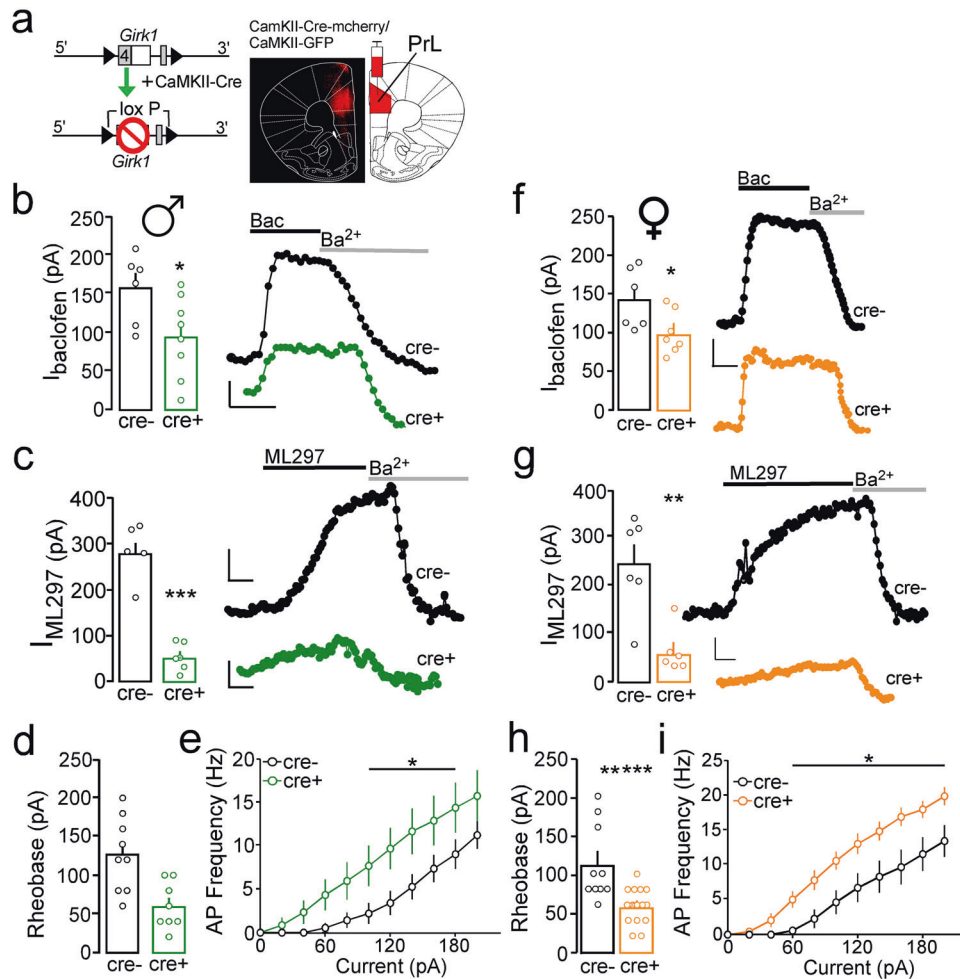 a
Girk1
5'
3'
4
+CaMKII-Cre
lox P
5'
3'
Girk1
CamKII-Cre-mcherry/
CaMKII-GFP
PrL
b
♂
I baclofen (pA)
250
200
150
100
50
0
*
cre-
cre+
Bac
Ba2+
cre-
cre+
f
♀
I baclofen (pA)
250
200
150
100
50
0
*
cre-
cre+
Bac
Ba2+
cre-
cre+
c
I ML297 (pA)
400
300
200
100
50
0
***
cre-
cre+
ML297
Ba2+
cre-
cre+
g
I ML297 (pA)
400
300
200
100
50
0
**
cre-
cre+
ML297
Ba2+
cre-
cre+
d
Rheobase (pA)
250
200
150
100
50
0
cre-
cre+
e
AP Frequency (Hz)
20
15
10
5
0
cre-
cre+
*
0
60
120
180
Current (pA)
h
Rheobase (pA)
250
200
150
100
50
0
*****
cre-
cre+
i
AP Frequency (Hz)
25
20
15
10
5
0
cre-
cre+
*
0
60
120
180
Current (pA)